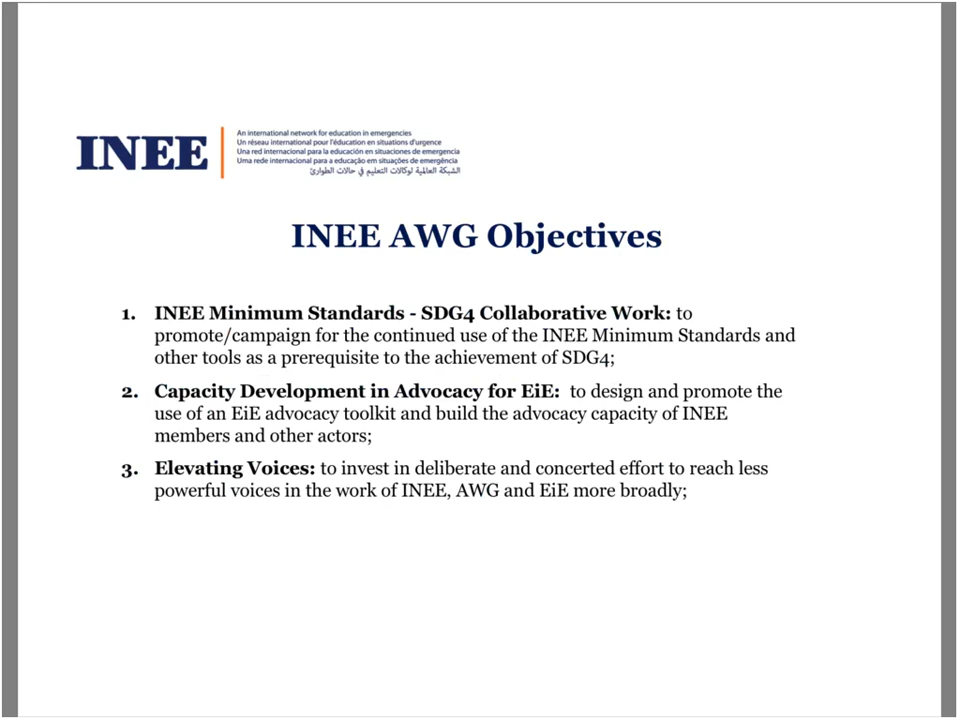 INEE
An international network for education in emergencies
Un réseau international pour l'éducation en situations d'urgence
Una red internacional para la educación en situaciones de emergencia
Uma rede internacional para a educação em situações de emergência
الشبكة العالمية لوكالات التعليم في حالات الطوارئ
INEE AWG Objectives
1. INEE Minimum Standards - SDG4 Collaborative Work: to
promote/campaign for the continued use of the INEE Minimum Standards and
other tools as a prerequisite to the achievement of SDG4;
2. Capacity Development in Advocacy for EiE: to design and promote the
use of an EiE advocacy toolkit and build the advocacy capacity of INEE
members and other actors;
3. Elevating Voices: to invest in deliberate and concerted effort to reach less
powerful voices in the work of INEE, AWG and EiE more broadly;